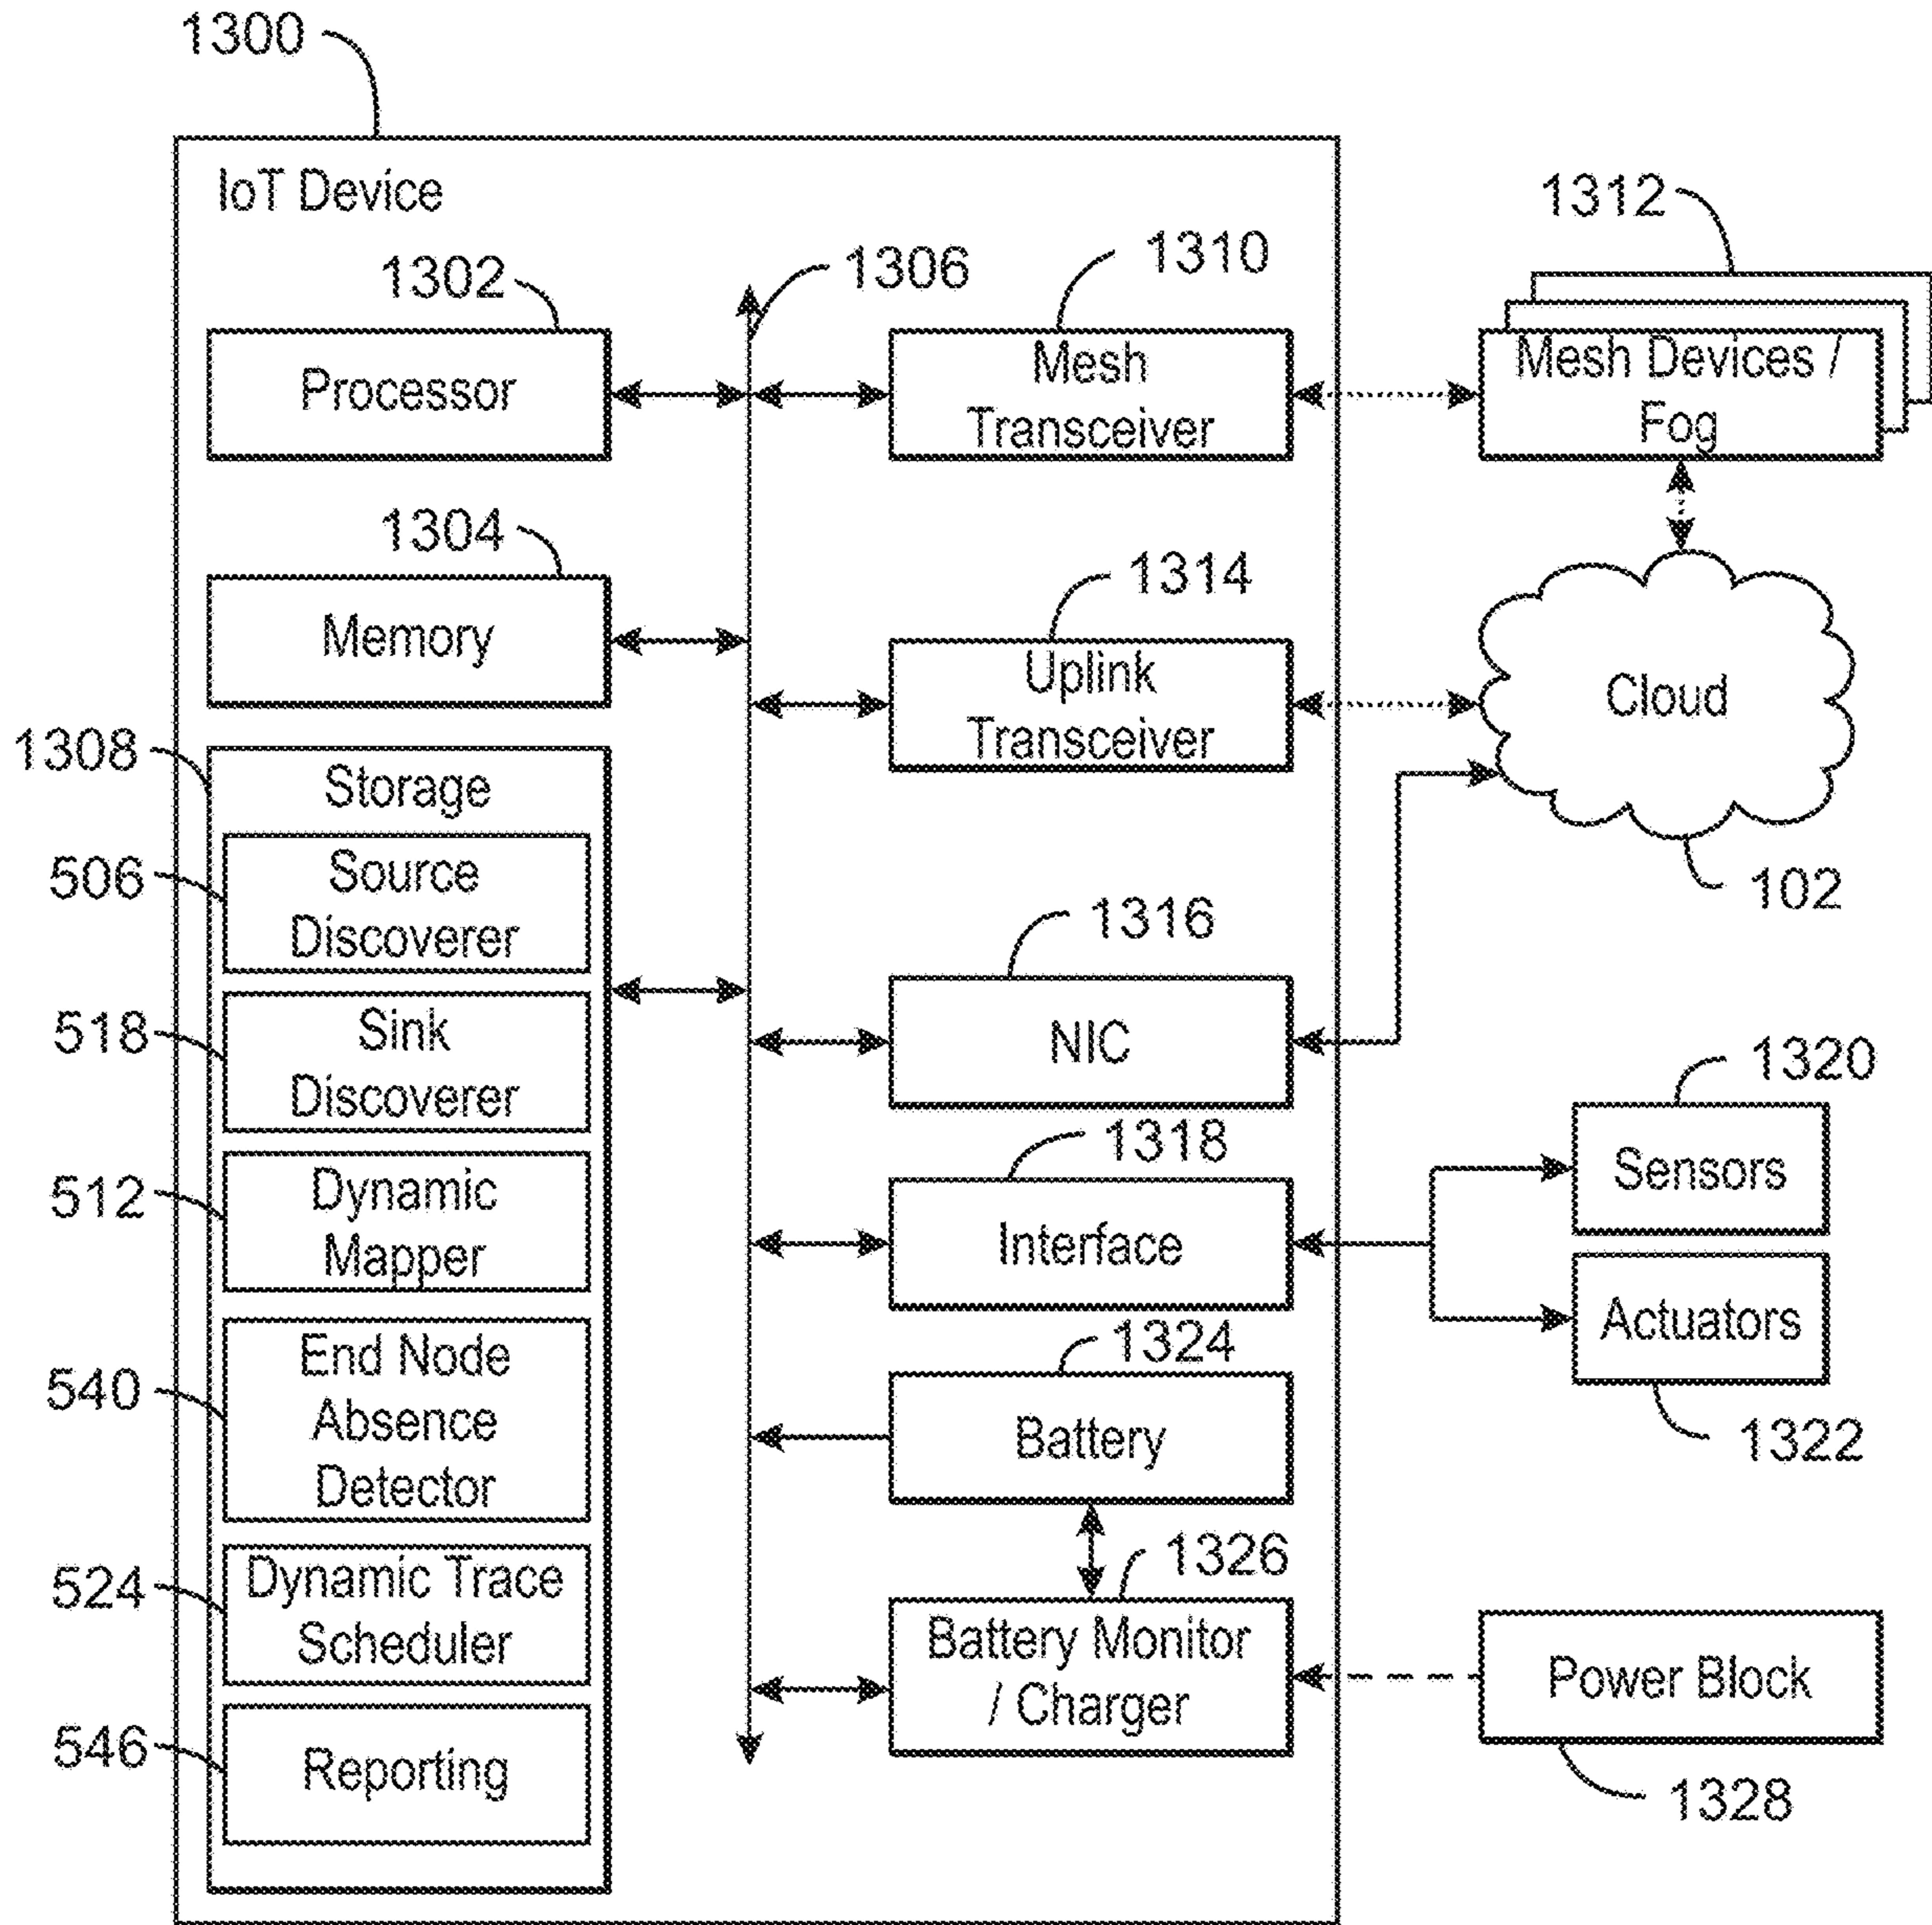 1300
IoT Device
1312
1302
1306
1310
Processor
Mesh
Transceiver
Mesh Devices /
Fog
1304
1314
Memory
Uplink
Transceiver
Cloud
1308
Storage
102
506
Source
Discoverer
1316
518
Sink
Discoverer
NIC
1320
1318
Sensors
512
Dynamic
Mapper
Interface
Actuators
1322
540
End Node
Absence
Detector
1324
Battery
1326
524
Dynamic Trace
Scheduler
Battery Monitor
/ Charger
Power Block
546
Reporting
1328